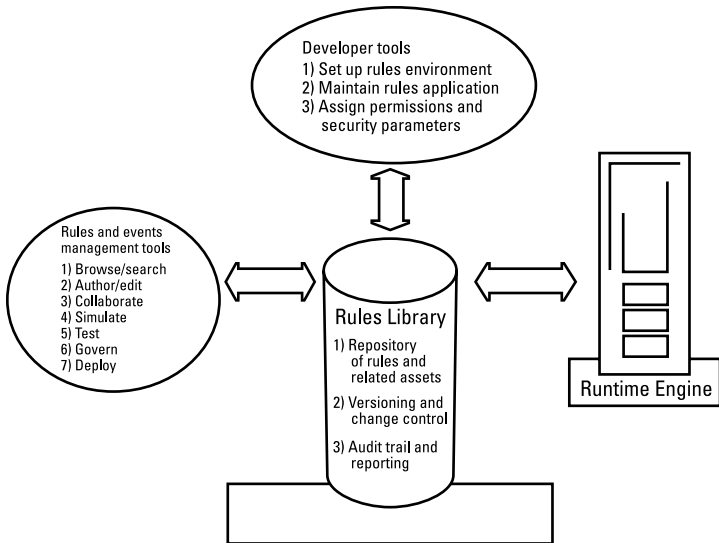 Developer tools
1) Set up rules environment
2) Maintain rules application
3) Assign permissions and
security parameters
Rules and events
management tools
1) Browse/search
2) Author/edit
3) Collaborate
4) Simulate
5) Test
6) Govern
7) Deploy
Rules Library
1) Repository
of rules and
related assets
2) Versioning and
change control
3) Audit trail and
reporting
Runtime Engine